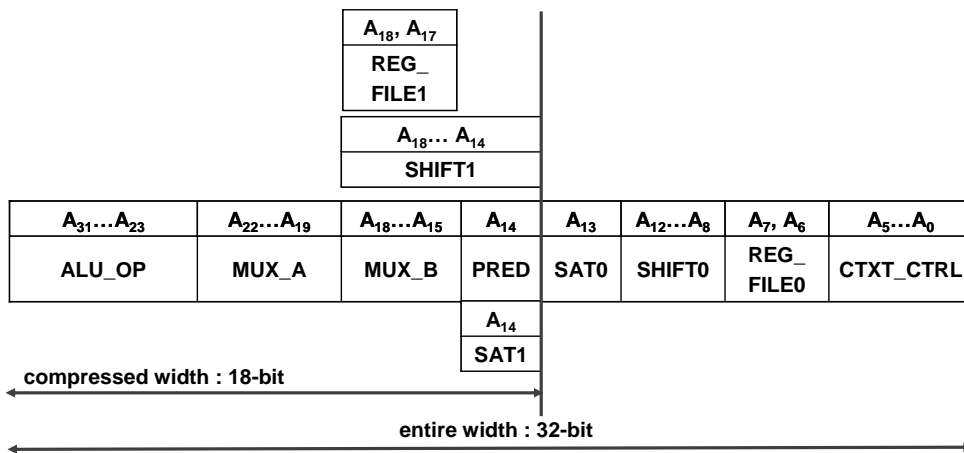 A18, A17
REG_
FILE1
A18... A14
SHIFT1
A31...A23 A22...A19 A18...A15 A14 A13 A12...A8 A7, A6 A5...A0
ALU_OP MUX_A MUX_B PRED SAT0 SHIFT0 REG_
FILE0 CTXT_CTRL
A14
SAT1
compressed width : 18-bit
entire width : 32-bit